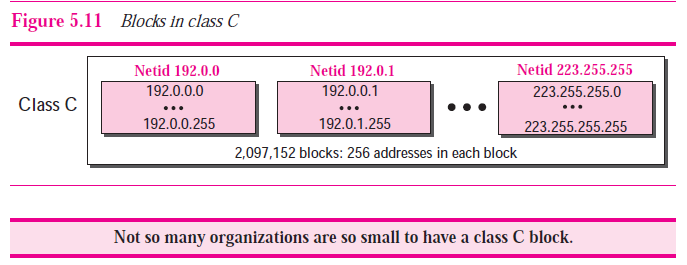 Figure 5.11 Blocks in class C
Netid 192.0.0 Netid 192.0.1 Netid 223.255.255
Class C
192.0.0.0 192.0.0.1 223.255.255.0
••• ••• ••• •••
192.0.0.255 192.0.1.255 223.255.255.255
2,097,152 blocks: 256 addresses in each block
Not so many organizations are so small to have a class C block.